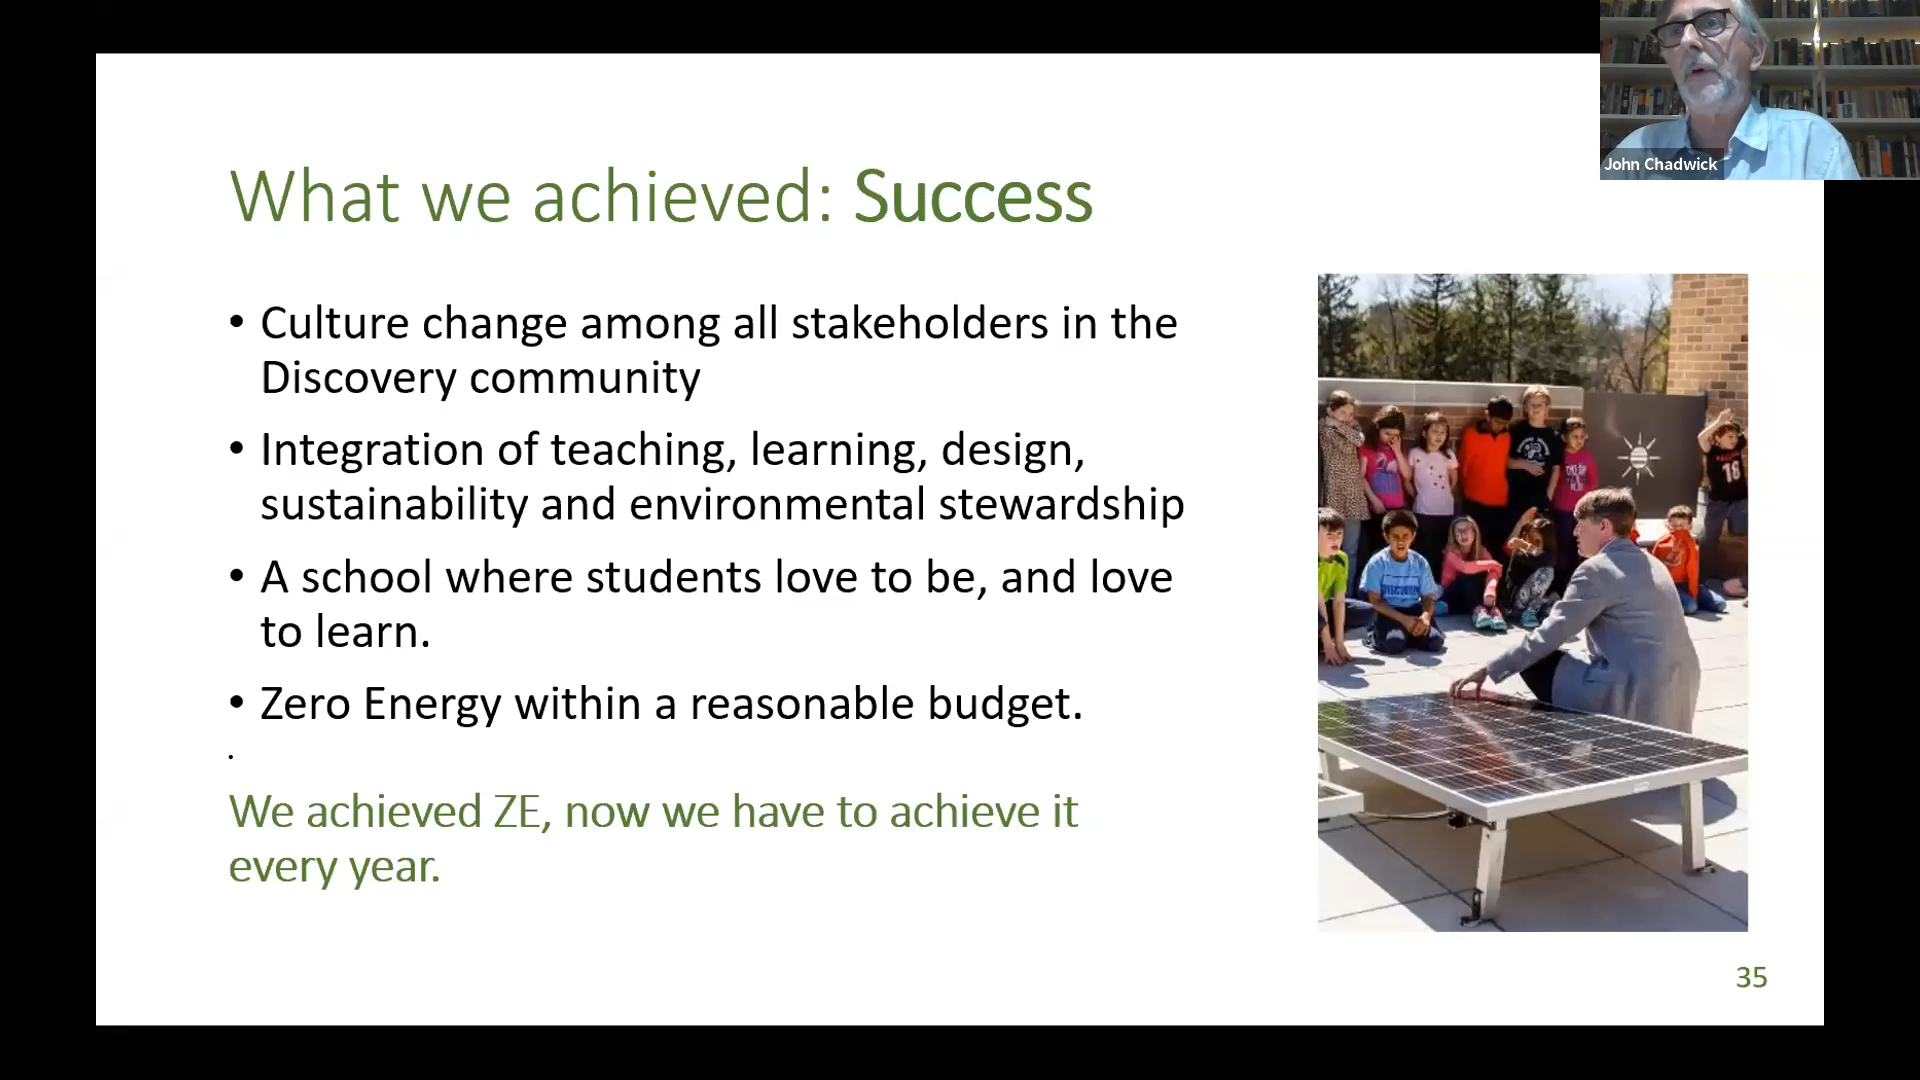 John Chadwick
What we achieved: Success
• Culture change among all stakeholders in the
Discovery community
• Integration of teaching, learning, design,
sustainability and environmental stewardship
• A school where students love to be, and love
to learn.
• Zero Energy within a reasonable budget.
We achieved ZE, now we have to achieve it
every year.
18
35